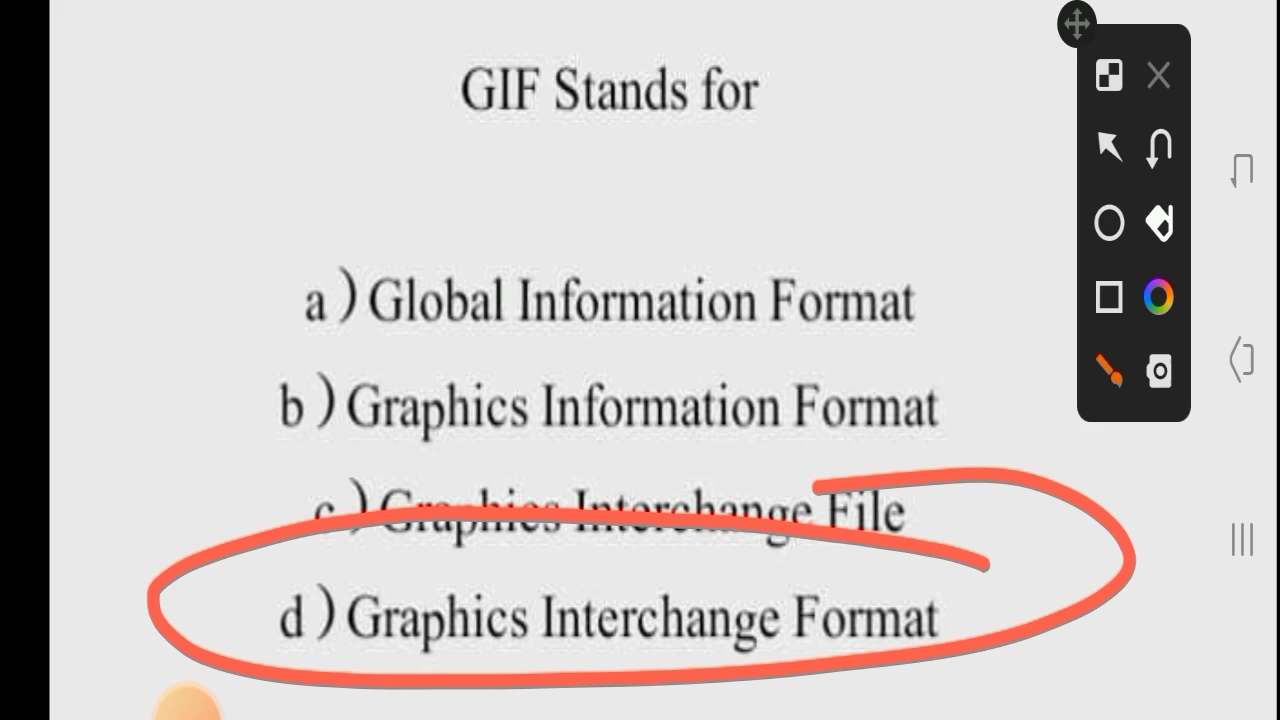 GIF Stands for
a ) Global Information Format
b ) Graphics Information Format
c ) Graphics Interchange File
d ) Graphics Interchange Format